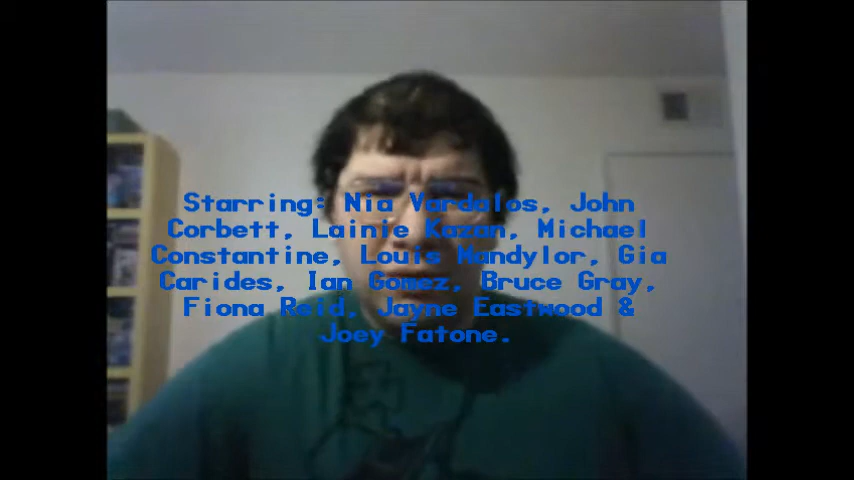 Starring: Nia Vardalos, John
Corbett, Lainie Kazan, Michael
Constantine, Louis Mandylor, Gia
Carides, Ian Gomez, Bruce Gray,
Fiona Reid, Jayne Eastwood &
Joey Fatone.